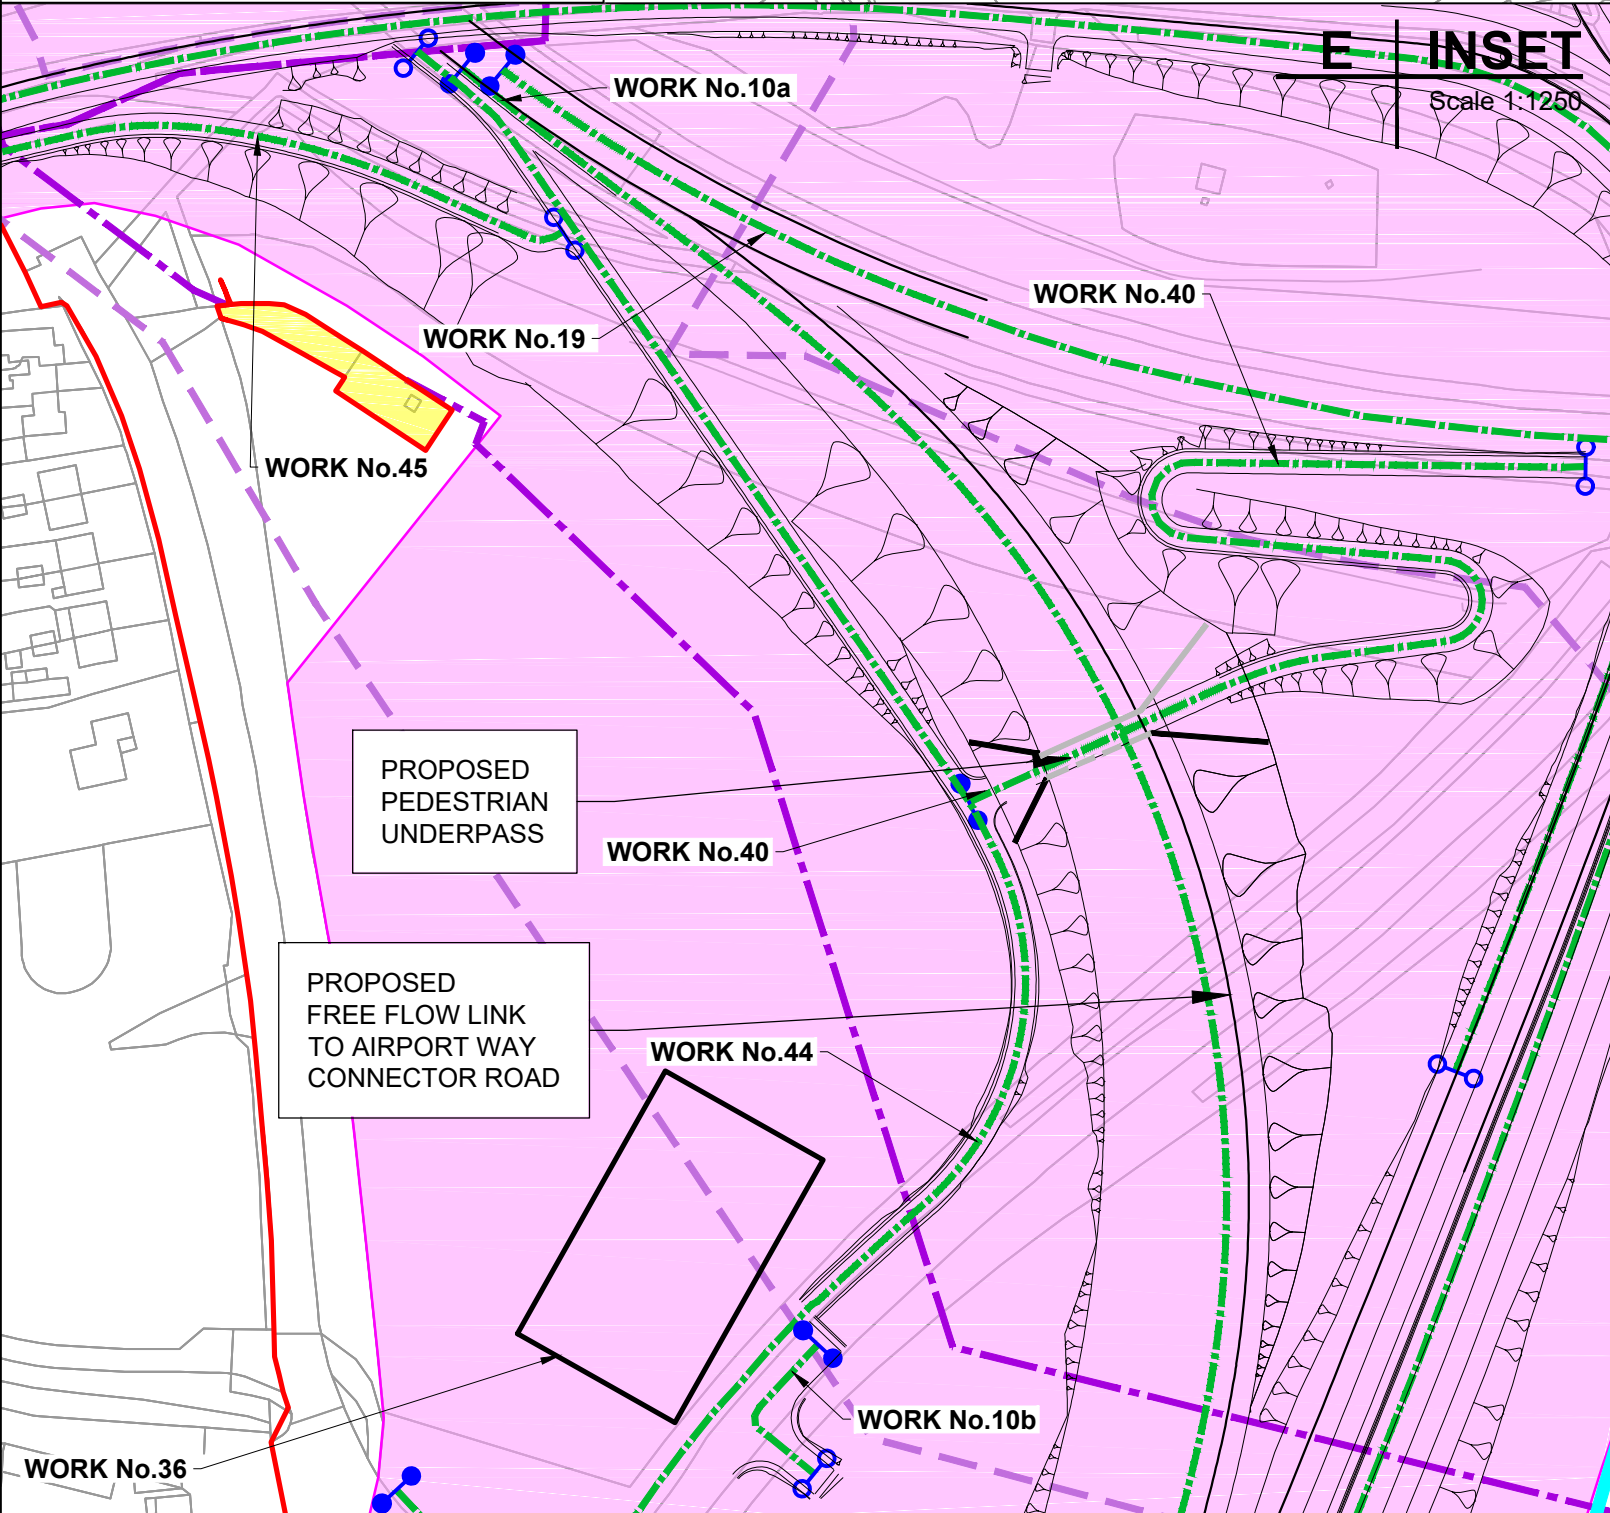 E INSET
Scale 1:1250
WORK No.10a
WORK No.40
WORK No.19
WORK No.45
PROPOSED
PEDESTRIAN
UNDERPASS
WORK No.40
PROPOSED
FREE FLOW LINK
TO AIRPORT WAY
CONNECTOR ROAD
WORK No.44
WORK No.10b
WORK No.36